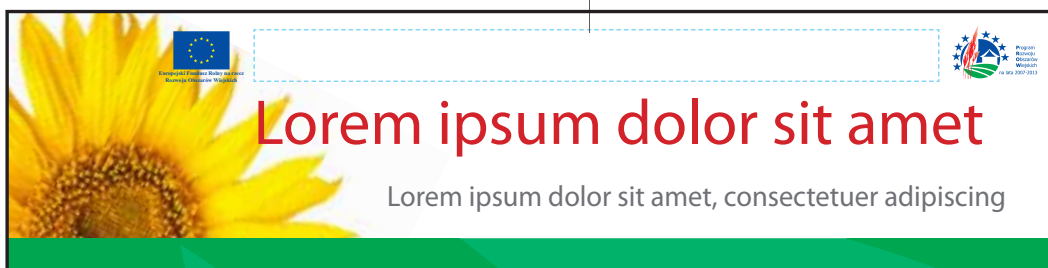 Europejski Fundusz Rolny na rzecz
Rozwoju Obszarów Wiejskich
Program
Rozwoju
Obszarów
Wiejskich
na lata 2007-2013
Lorem ipsum dolor sit amet
Lorem ipsum dolor sit amet, consectetuer adipiscing